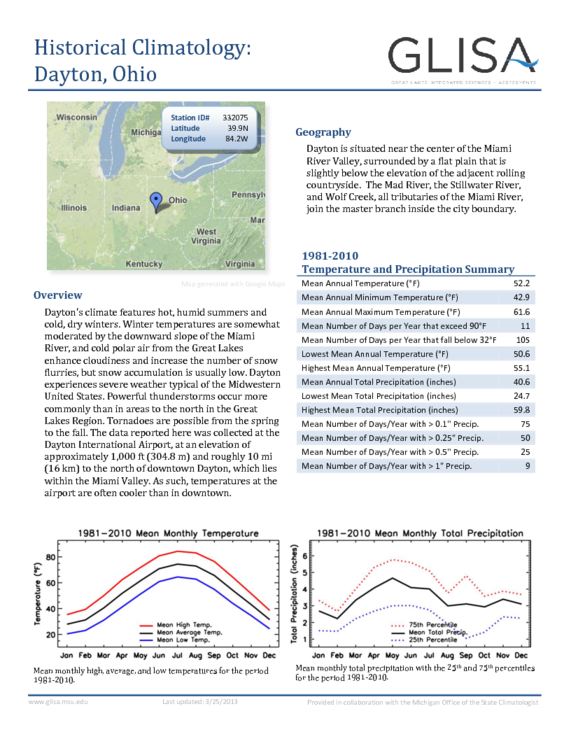 Historical Climatology:
Dayton, Ohio
GLISA
GREAT LAKES INTEGRATED SCIENCES + ASSESSMENTS
Wisconsin
Michiga
Station ID# 332075
Latitude 39.9N
Longitude 84.2W
Illinois
Indiana
Ohio
Pennsylv
Mar
West
Virginia
Kentucky
Virginia
Map generated with Google Maps
Overview
Dayton's climate features hot, humid summers and
cold, dry winters. Winter temperatures are somewhat
moderated by the downward slope of the Miami
River, and cold polar air from the Great Lakes
enhance cloudiness and increase the number of snow
flurries, but snow accumulation is usually low. Dayton
experiences severe weather typical of the Midwestern
United States. Powerful thunderstorms occur more
commonly than in areas to the north in the Great
Lakes Region. Tornadoes are possible from the spring
to the fall. The data reported here was collected at the
Dayton International Airport, at an elevation of
approximately 1,000 ft (304.8 m) and roughly 10 mi
(16 km) to the north of downtown Dayton, which lies
within the Miami Valley. As such, temperatures at the
airport are often cooler than in downtown.
Geography
Dayton is situated near the center of the Miami
River Valley, surrounded by a flat plain that is
slightly below the elevation of the adjacent rolling
countryside. The Mad River, the Stillwater River,
and Wolf Creek, all tributaries of the Miami River,
join the master branch inside the city boundary.
1981-2010
Temperature and Precipitation Summary
Mean Annual Temperature (°F) 52.2
Mean Annual Minimum Temperature (°F) 42.9
Mean Annual Maximum Temperature (°F) 61.6
Mean Number of Days per Year that exceed 90°F 11
Mean Number of Days per Year that fall below 32°F 105
Lowest Mean Annual Temperature (°F) 50.6
Highest Mean Annual Temperature (°F) 55.1
Mean Annual Total Precipitation (inches) 40.6
Lowest Mean Total Precipitation (inches) 24.7
Highest Mean Total Precipitation (inches) 59.8
Mean Number of Days/Year with > 0.1" Precip. 75
Mean Number of Days/Year with > 0.25" Precip. 50
Mean Number of Days/Year with > 0.5" Precip. 25
Mean Number of Days/Year with > 1" Precip. 9
1981-2010 Mean Monthly Temperature
Temperature (°F)
80
60
40
20
Mean High Temp.
Mean Average Temp.
Mean Low Temp.
Jan Feb Mar Apr May Jun Jul Aug Sep Oct Nov Dec
Mean monthly high, average, and low temperatures for the period
1981-2010.
1981-2010 Mean Monthly Total Precipitation
Total Precipitation (inches)
6
5
4
3
2
1
75th Percentile
Mean Total Precip.
25th Percentile
Jan Feb Mar Apr May Jun Jul Aug Sep Oct Nov Dec
Mean monthly total precipitation with the 25th and 75th percentiles
for the period 1981-2010.
www.glisa.msu.edu
Last updated: 3/25/2013
Provided in collaboration with the Michigan Office of the State Climatologist